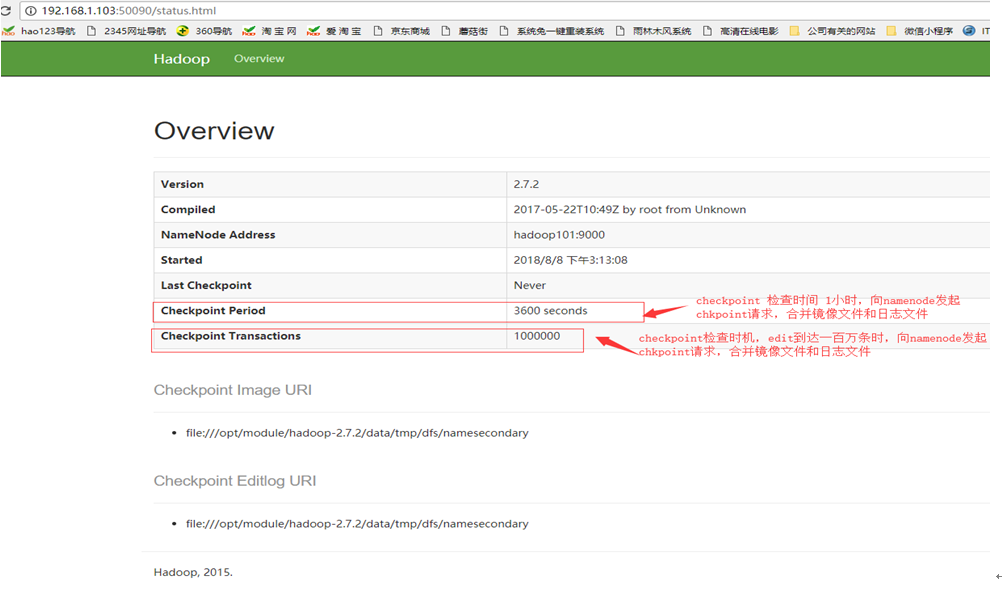 192.168.1.103:50090/status.html
hao123导航 2345网址导航 360导航 淘宝网 爱淘宝 京东商城 蘑菇街 系统兔一键重装系统 雨林木风系统 高清在线电影 公司有关的网站 微信小程序 IT
Hadoop Overview
Overview
Version 2.7.2
Compiled 2017-05-22T10:49Z by root from Unknown
NameNode Address hadoop101:9000
Started 2018/8/8 下午3:13:08
Last Checkpoint Never
Checkpoint Period 3600 seconds
checkpoint 检查时间 1小时，向namenode发起
chkpoint请求，合并镜像文件和日志文件
Checkpoint Transactions 1000000
checkpoint检查时机，edit到达一百万条时，向namenode发起
chkpoint请求，合并镜像文件和日志文件
Checkpoint Image URI
file:///opt/module/hadoop-2.7.2/data/tmp/dfs/namesecondary
Checkpoint Editlog URI
file:///opt/module/hadoop-2.7.2/data/tmp/dfs/namesecondary
Hadoop, 2015.